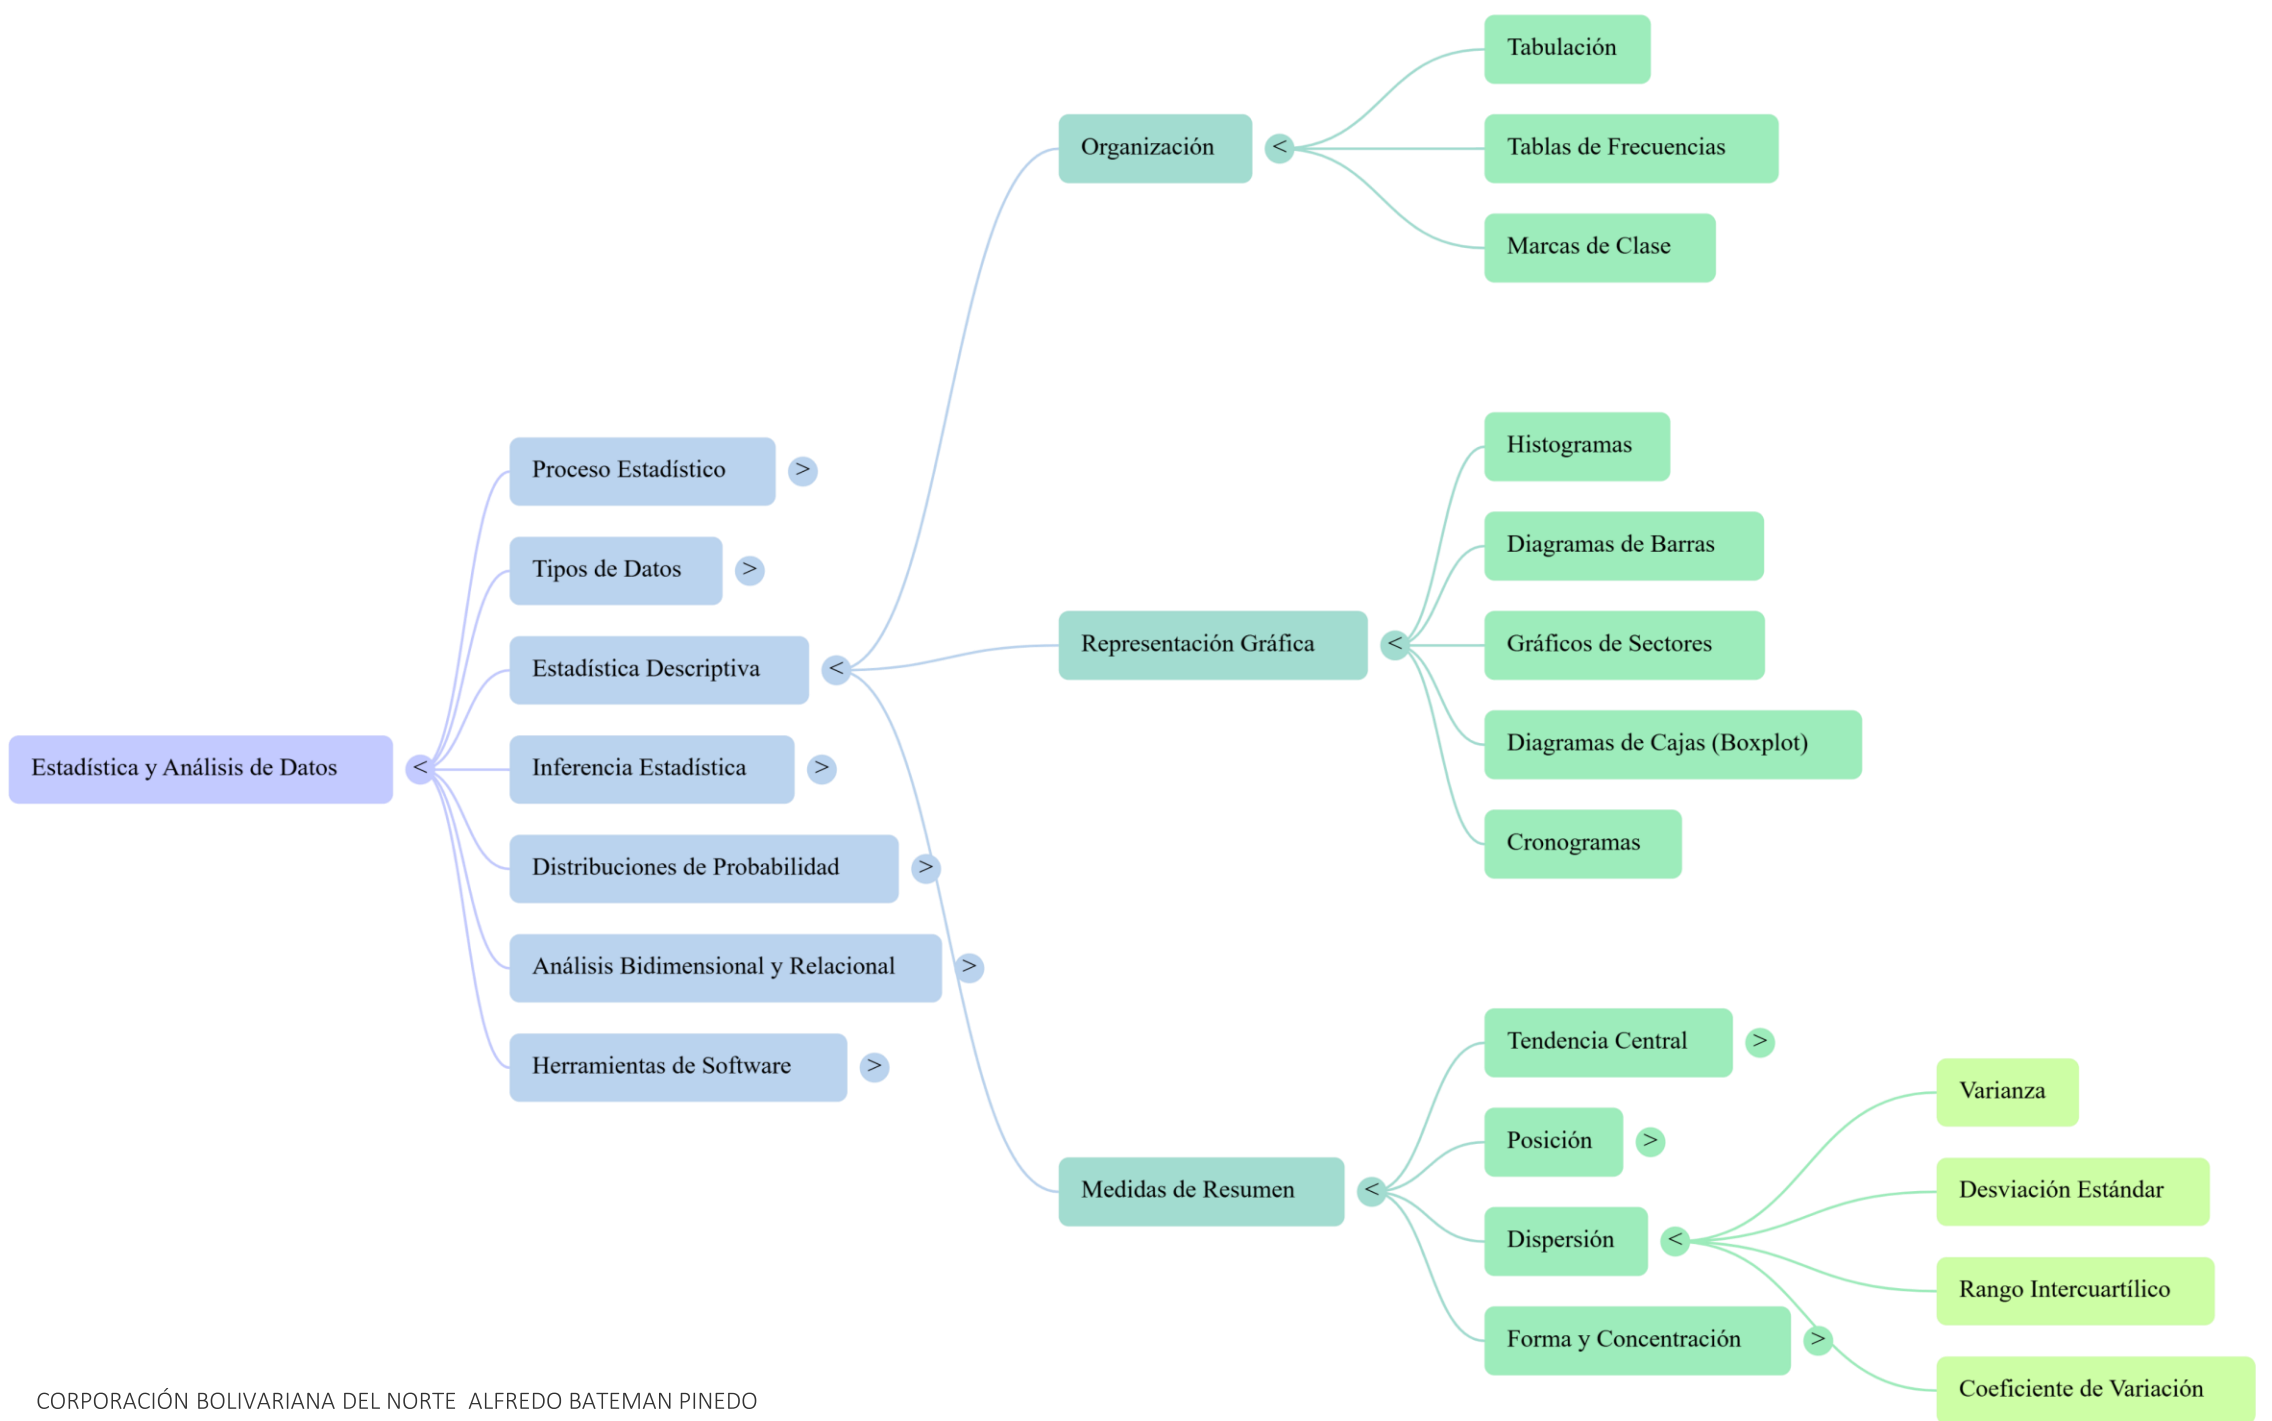 Estadística y Análisis de Datos
<
Proceso Estadístico
>
Tipos de Datos
>
Estadística Descriptiva
<
Inferencia Estadística
>
Distribuciones de Probabilidad
>
Análisis Bidimensional y Relacional
>
Herramientas de Software
>
Organización
<
Tabulación
Tablas de Frecuencias
Marcas de Clase
Representación Gráfica
<
Histogramas
Diagramas de Barras
Gráficos de Sectores
Diagramas de Cajas (Boxplot)
Cronogramas
Medidas de Resumen
<
Tendencia Central
>
Posición
>
Dispersión
<
Forma y Concentración
>
Varianza
Desviación Estándar
Rango Intercuartílico
Coeficiente de Variación
CORPORACIÓN BOLIVARIANA DEL NORTE ALFREDO BATEMAN PINEDO